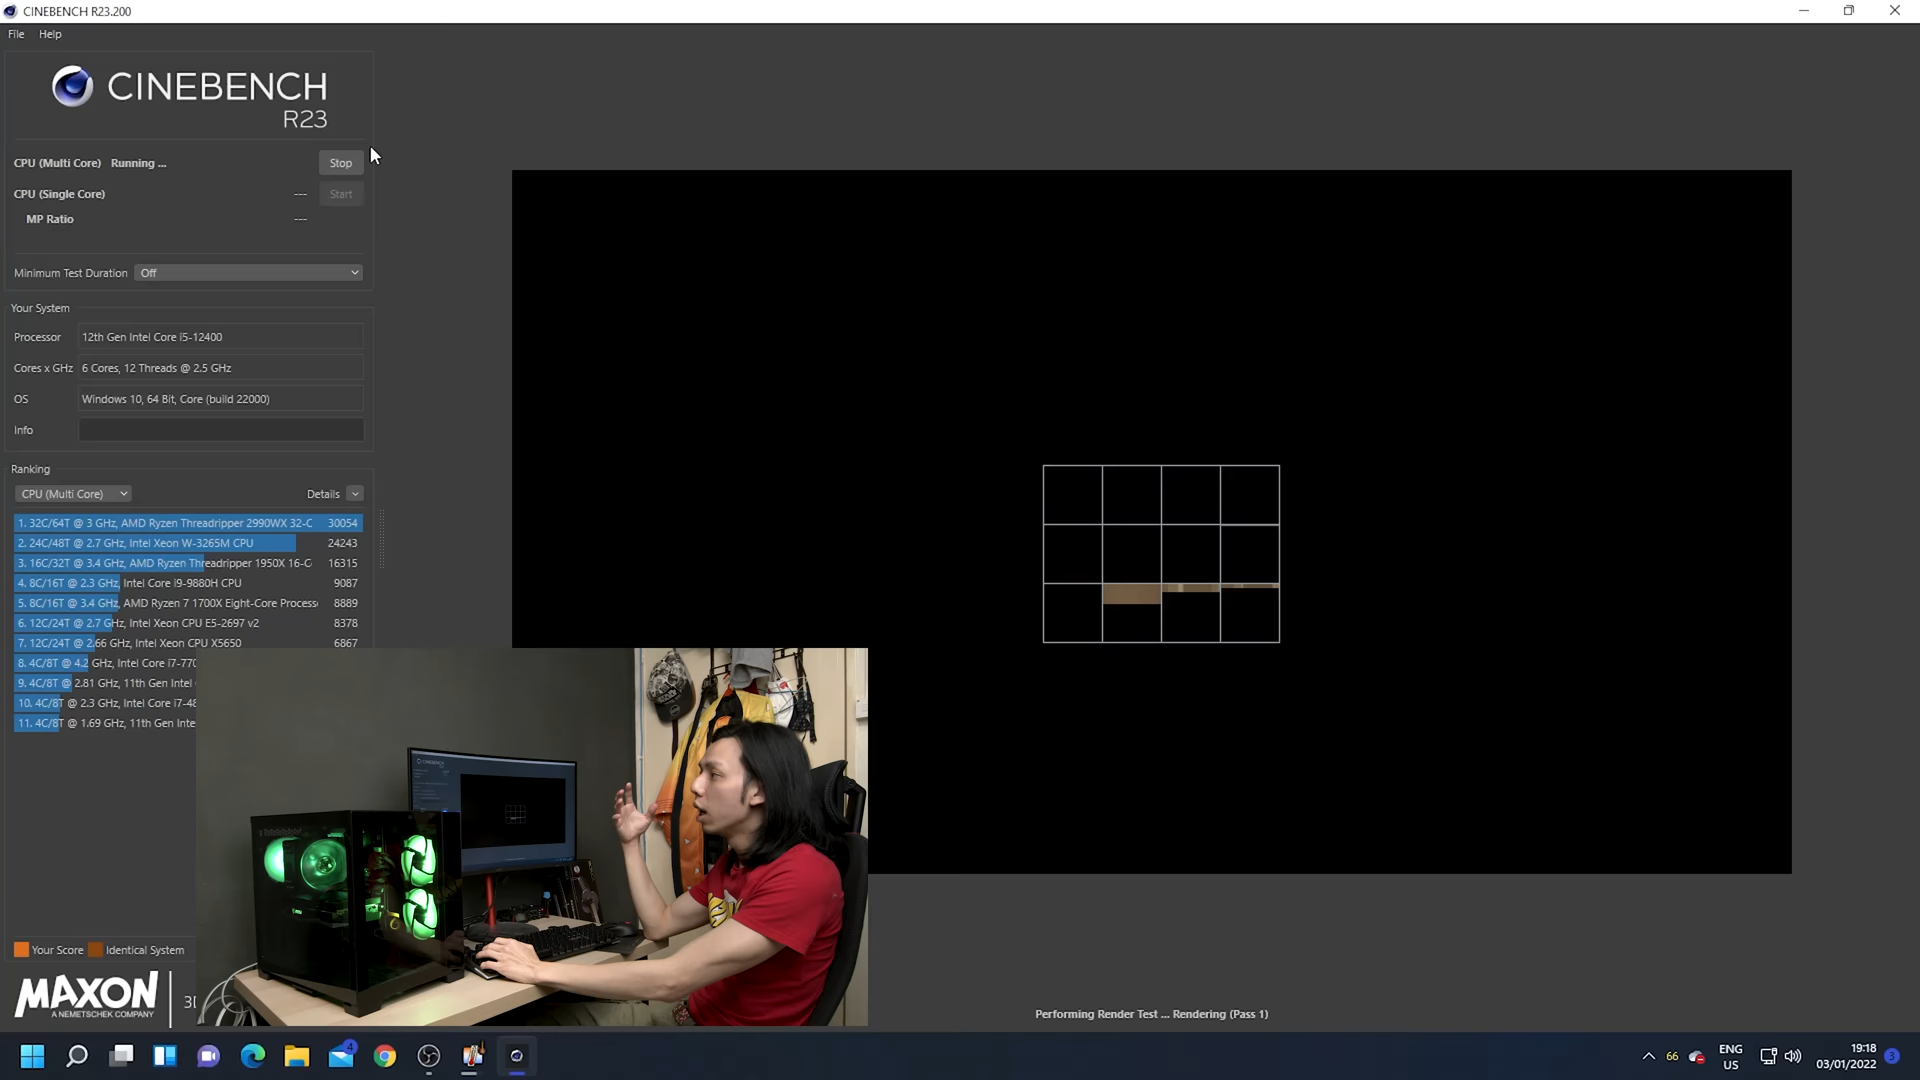 CINEBENCH R23.200
File Help
CINEBENCH
R23
CPU (Multi Core) Running ... Stop
CPU (Single Core) --- Start
MP Ratio ---
Minimum Test Duration Off
Your System
Processor 12th Gen Intel Core i5-12400
Cores x GHz 6 Cores, 12 Threads @ 2.5 GHz
OS Windows 10, 64 Bit, Core (build 22000)
Info
Ranking
CPU (Multi Core) Details
1. 32C/64T @ 3 GHz, AMD Ryzen Threadripper 2990WX 32-C 30054
2. 24C/48T @ 2.7 GHz, Intel Xeon W-3265M CPU 24243
3. 16C/32T @ 3.4 GHz, AMD Ryzen Threadripper 1950X 16-C 16315
4. 8C/16T @ 2.3 GHz, Intel Core i9-9880H CPU 9087
5. 8C/16T @ 3.4 GHz, AMD Ryzen 7 1700X Eight-Core Process 8889
6. 12C/24T @ 2.7 GHz, Intel Xeon CPU E5-2697 v2 8378
7. 12C/24T @ 2.66 GHz, Intel Xeon CPU X5650 6867
8. 4C/8T @ 4.2 GHz, Intel Core i7-770
9. 4C/8T @ 2.81 GHz, 11th Gen Intel
10. 4C/8T @ 2.3 GHz, Intel Core i7-48
11. 4C/8T @ 1.69 GHz, 11th Gen Inte
Your Score Identical System
MAXON
A NEMETSCHEK COMPANY
3D
Performing Render Test ... Rendering (Pass 1)
4
66
ENG
US
19:18
03/01/2022
3